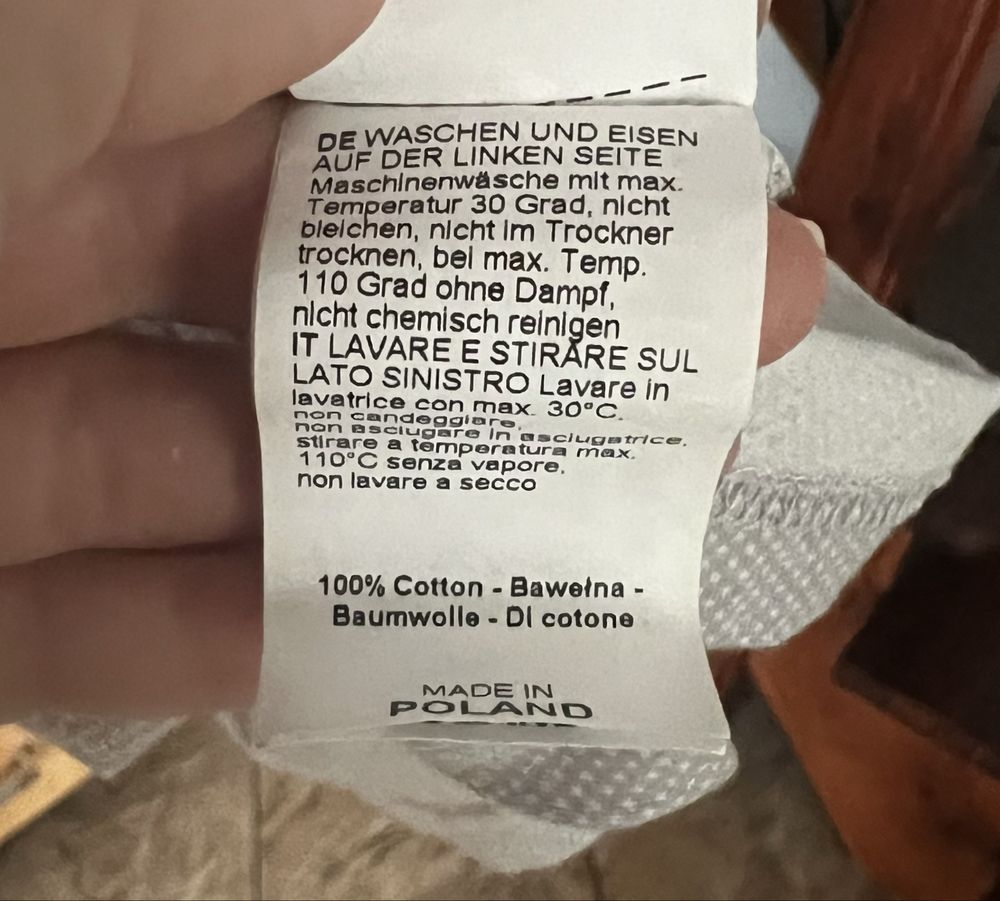 DE WASCHEN UND EISEN
AUF DER LINKEN SEITE
Maschinenwäsche mit max.
Temperatur 30 Grad, nicht
bleichen, nicht im Trockner
trocknen, bei max. Temp.
110 Grad ohne Dampf,
nicht chemisch reinigen
IT LAVARE E STIRARE SUL
LATO SINISTRO Lavare in
lavatrice con max. 30°C.
non candeggiare,
non asciugare in asciugatrice,
stirare a temperatura max.
110°C senza vapore,
non lavare a secco
100% Cotton - Bawełna -
Baumwolle - Di cotone
MADE IN
POLAND